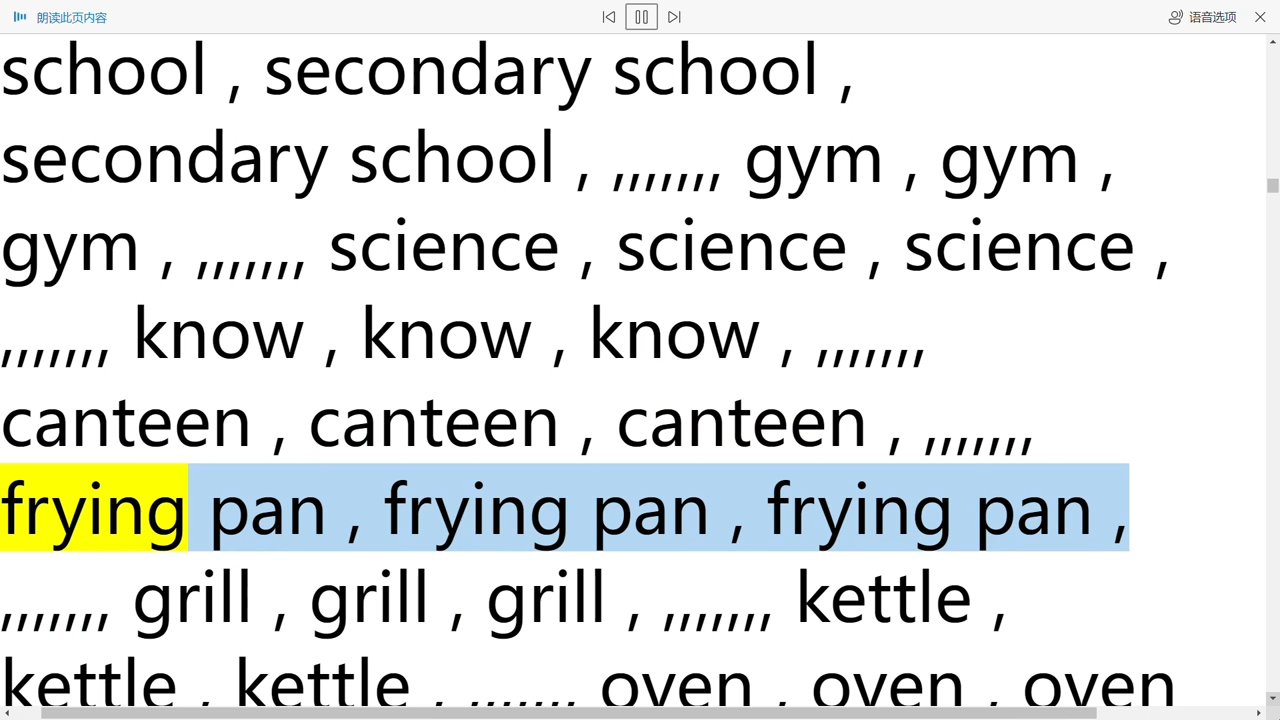 朗读此页内容 语音选项
school , secondary school ,
secondary school , ,,,,,,, gym , gym ,
gym , ,,,,,,, science , science , science ,
,,,,,,, know , know , know , ,,,,,,,
canteen , canteen , canteen , ,,,,,,,
frying pan , frying pan , frying pan ,
,,,,,,, grill , grill , grill , ,,,,,,, kettle ,
kettle , kettle , ,,,,,,, oven , oven , oven